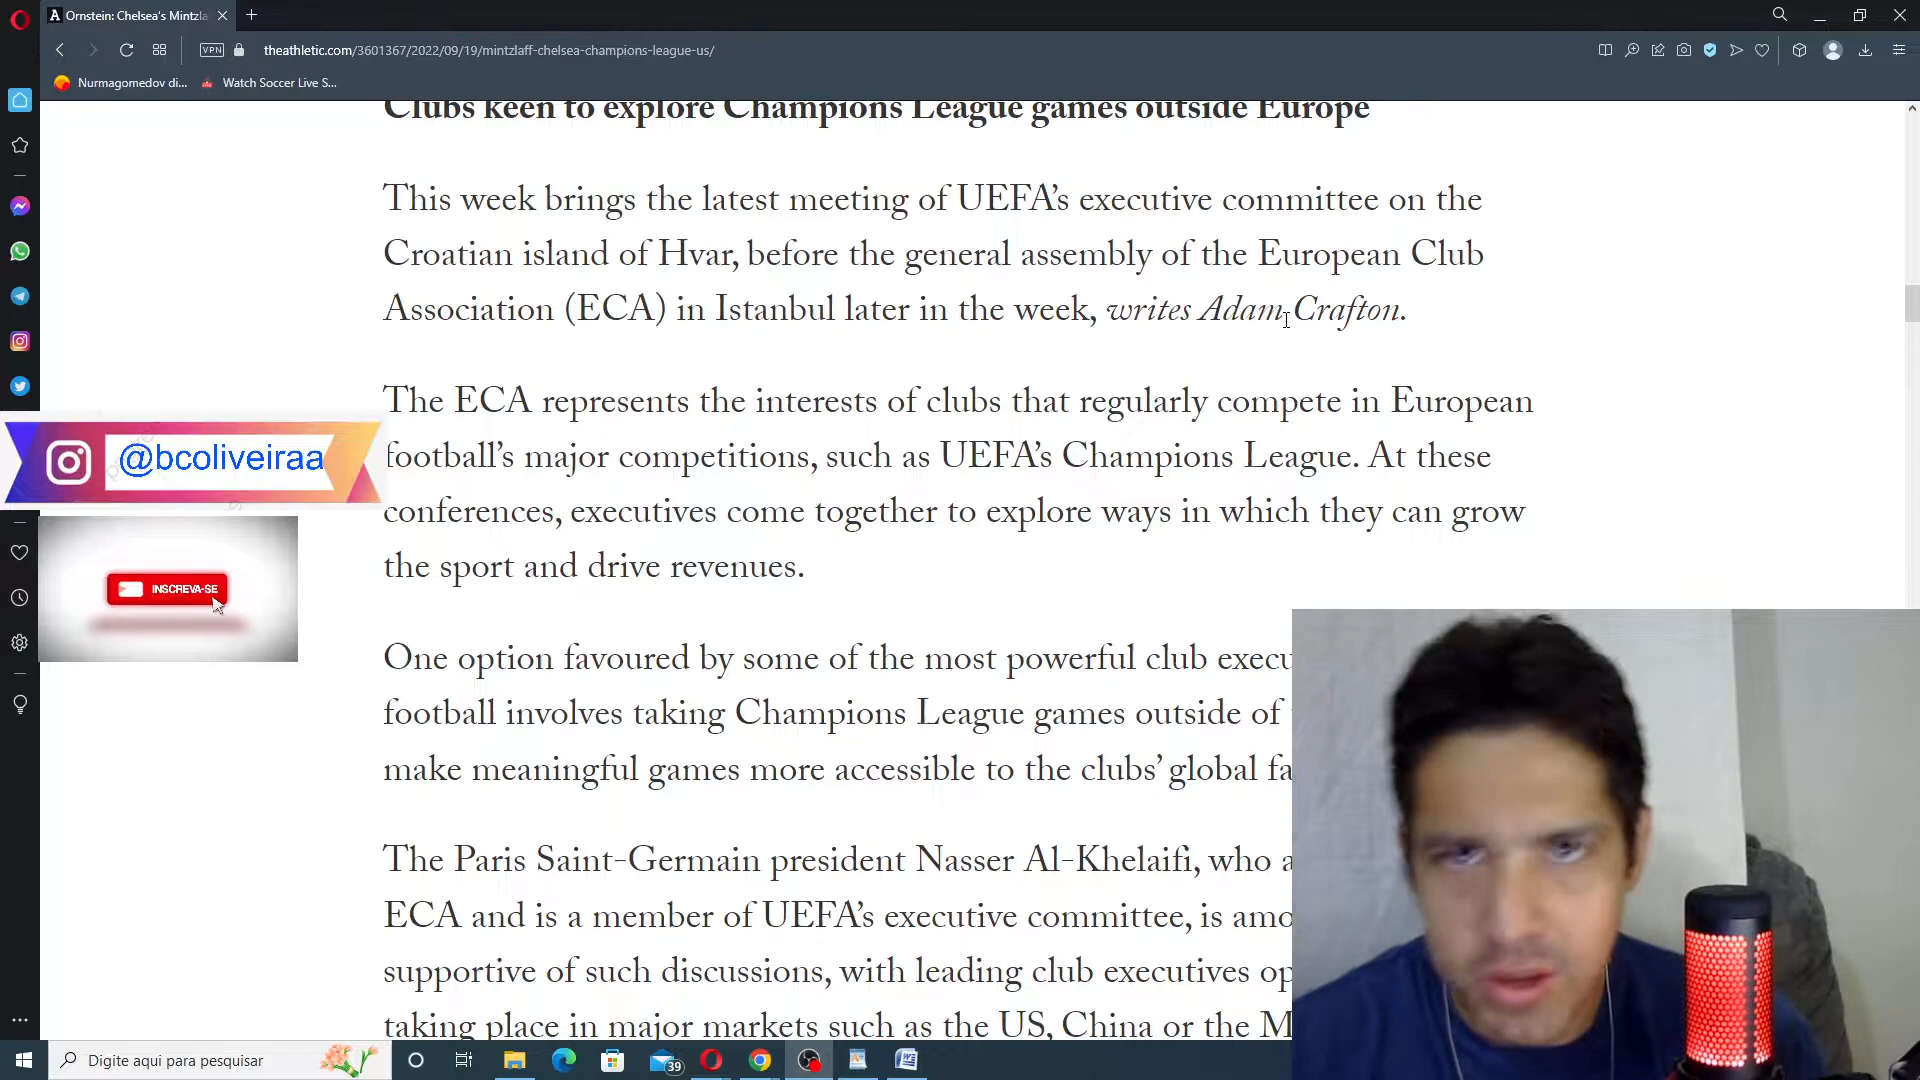 Ornstein: Chelsea's Mintzla
theathletic.com/3601367/2022/09/19/mintzlaff-chelsea-champions-league-us/
VPN
Nurmagomedov di...
Watch Soccer Live S...
Clubs keen to explore Champions League games outside Europe
This week brings the latest meeting of UEFA's executive committee on the
Croatian island of Hvar, before the general assembly of the European Club
Association (ECA) in Istanbul later in the week, writes Adam Crafton.
The ECA represents the interests of clubs that regularly compete in European
football's major competitions, such as UEFA's Champions League. At these
conferences, executives come together to explore ways in which they can grow
the sport and drive revenues.
One option favoured by some of the most powerful club execu
football involves taking Champions League games outside of
make meaningful games more accessible to the clubs' global fa
The Paris Saint-Germain president Nasser Al-Khelaifi, who a
ECA and is a member of UEFA's executive committee, is amo
supportive of such discussions, with leading club executives op
taking place in major markets such as the US, China or the M
@bcoliveiraa
INSCREVA-SE
Digite aqui para pesquisar
39